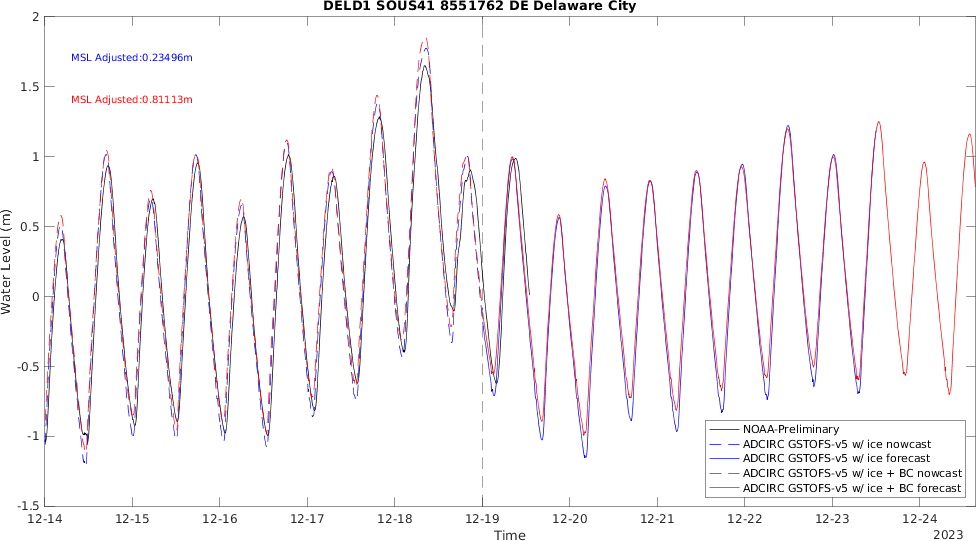 DELD1 SOUS41 8551762 DE Delaware City
2
MSL Adjusted:0.23496m
1.5
MSL Adjusted:0.81113m
1
0.5
Water Level (m)
0
-0.5
-1
NOAA-Preliminary
ADCIRC GSTOFS-v5 w/ ice nowcast
ADCIRC GSTOFS-v5 w/ ice forecast
ADCIRC GSTOFS-v5 w/ ice + BC nowcast
ADCIRC GSTOFS-v5 w/ ice + BC forecast
-1.5
12-14 12-15 12-16 12-17 12-18 12-19 12-20 12-21 12-22 12-23 12-24
Time
2023